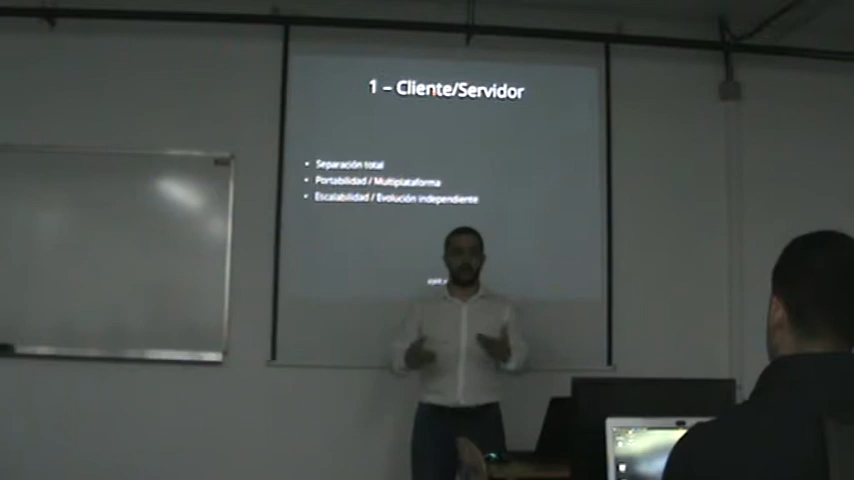 1 – Cliente/Servidor
• Separación total
• Portabilidad / Multiplataforma
• Escalabilidad / Evolución independiente